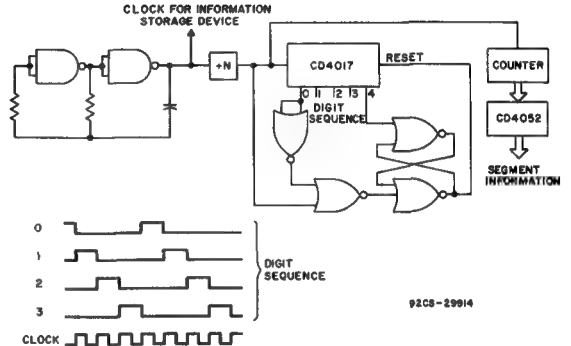 CLOCK FOR INFORMATION
STORAGE DEVICE
÷N
CD4017
RESET
COUNTER
0 1 2 3 4
DIGIT
SEQUENCE
CD4052
SEGMENT
INFORMATION
0
1
2
3
DIGIT
SEQUENCE
CLOCK
92CS-29914